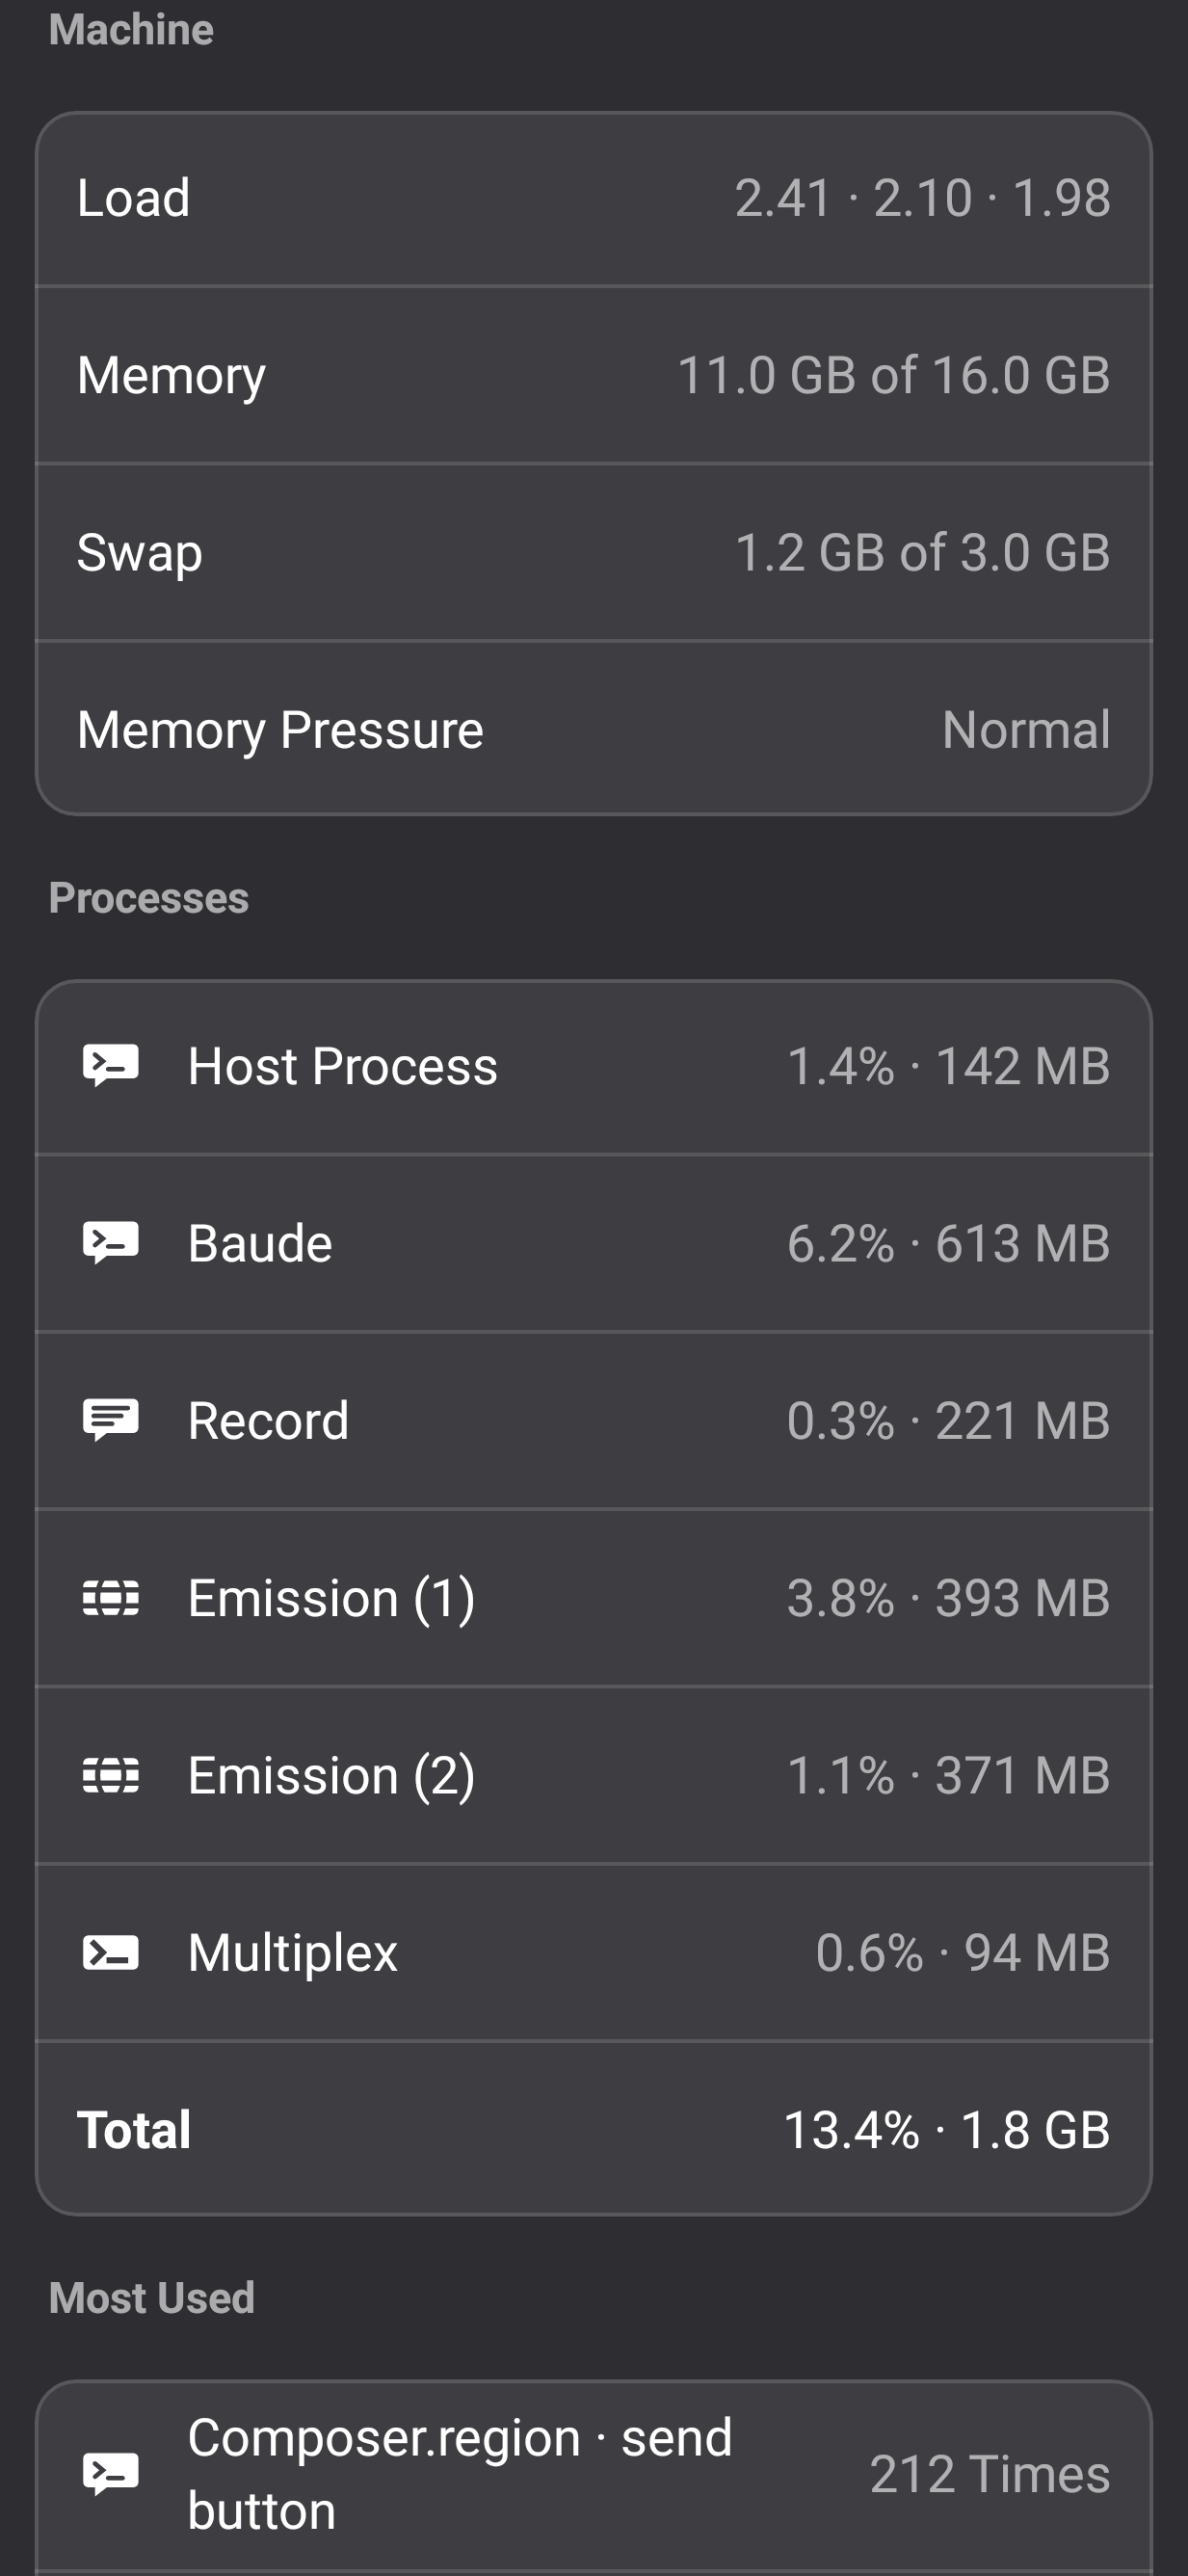 Machine
Load 2.41 · 2.10 · 1.98
Memory 11.0 GB of 16.0 GB
Swap 1.2 GB of 3.0 GB
Memory Pressure Normal
Processes
Host Process 1.4% · 142 MB
Baude 6.2% · 613 MB
Record 0.3% · 221 MB
Emission (1) 3.8% · 393 MB
Emission (2) 1.1% · 371 MB
Multiplex 0.6% · 94 MB
Total 13.4% · 1.8 GB
Most Used
Composer.region · send
button
212 Times